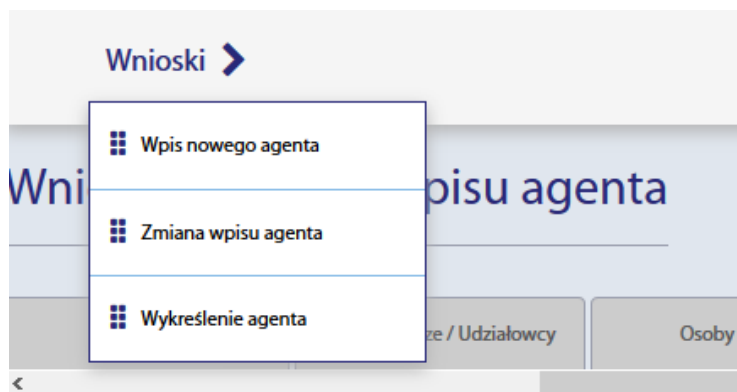 Wnioski
Wpis nowego agenta
Wni pisu agenta
Zmiana wpisu agenta
Wykreślenie agenta
ze / Udziałowcy
Osoby